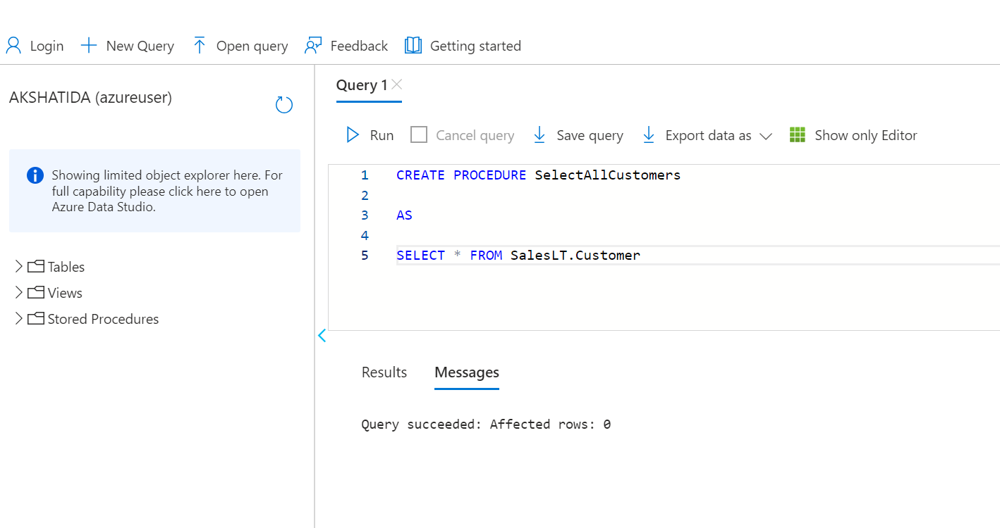 Login New Query Open query Feedback Getting started
AKSHATIDA (azureuser)
Showing limited object explorer here. For
full capability please click here to open
Azure Data Studio.
Tables
Views
Stored Procedures
Query 1
Run Cancel query Save query Export data as Show only Editor
1 CREATE PROCEDURE SelectAllCustomers
2
3 AS
4
5 SELECT * FROM SalesLT.Customer
Results Messages
Query succeeded: Affected rows: 0